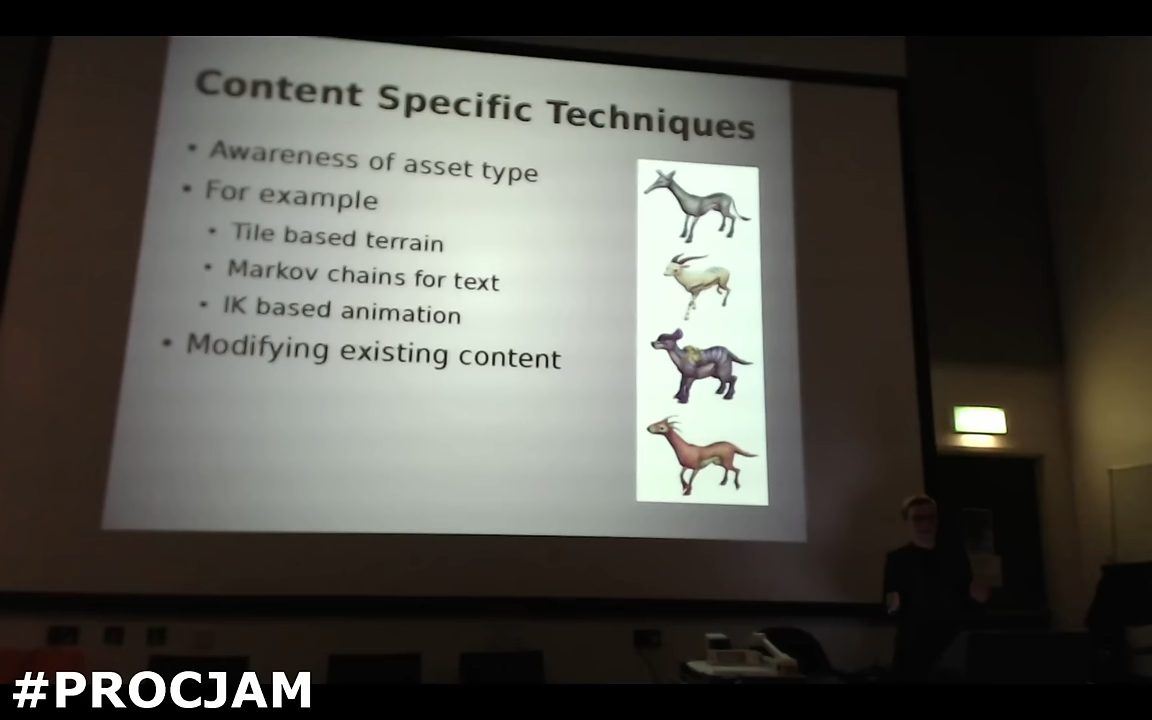 Content Specific Techniques
• Awareness of asset type
• For example
• Tile based terrain
• Markov chains for text
• IK based animation
• Modifying existing content
#PROCJAM